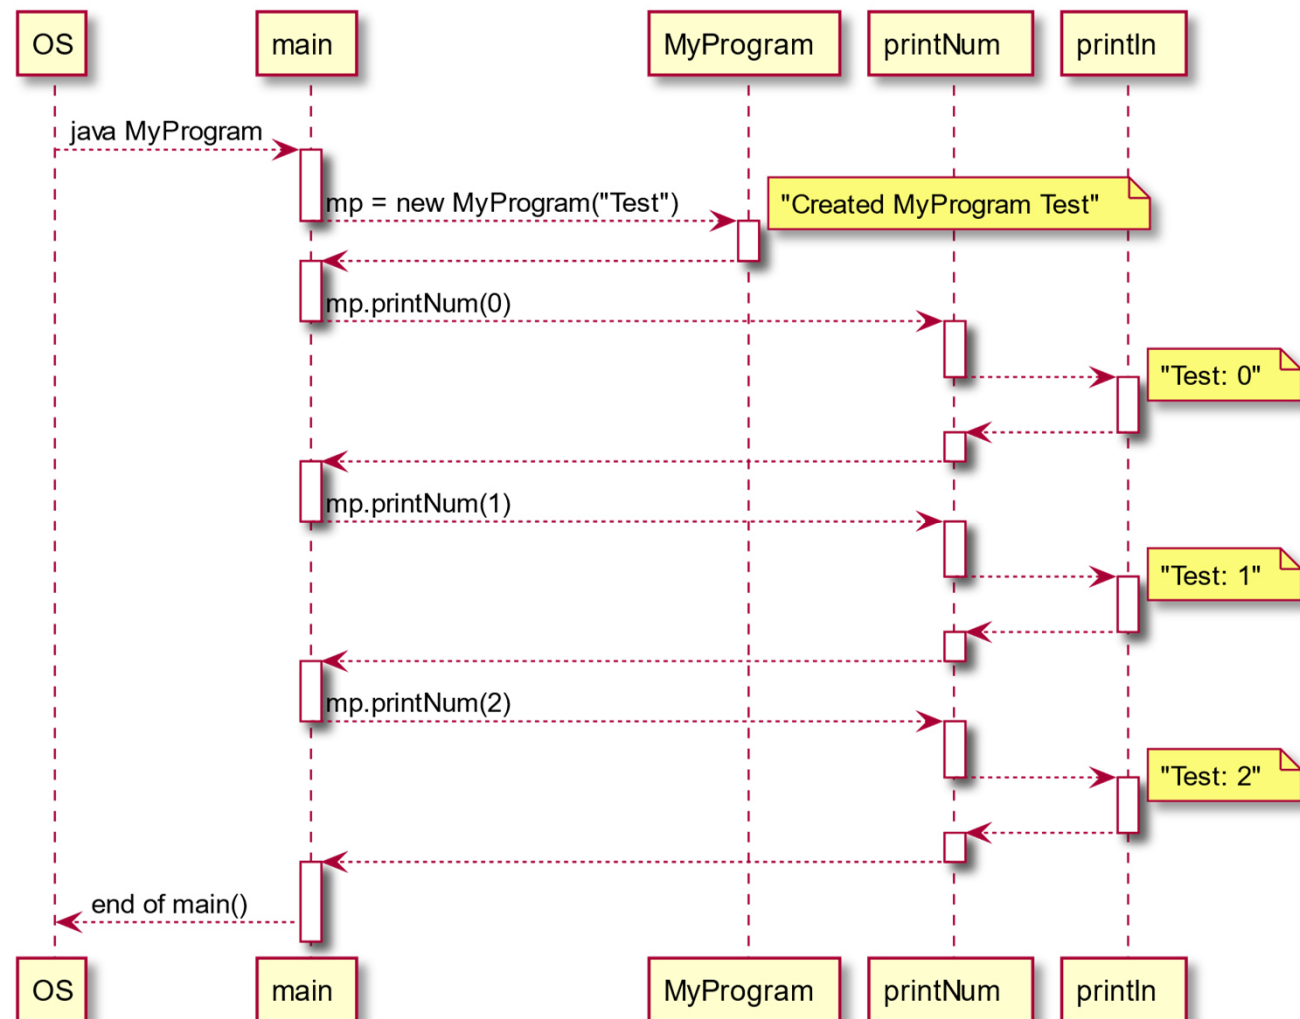 OS main MyProgram printNum println
java MyProgram
mp = new MyProgram("Test")
"Created MyProgram Test"
mp.printNum(0)
"Test: 0"
mp.printNum(1)
"Test: 1"
mp.printNum(2)
"Test: 2"
end of main()
OS main MyProgram printNum println